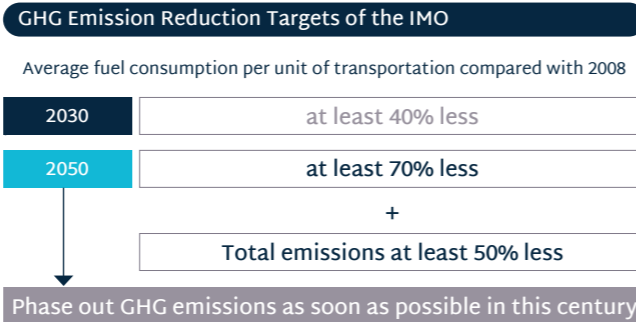 GHG Emission Reduction Targets of the IMO
Average fuel consumption per unit of transportation compared with 2008
2030
at least 40% less
2050
at least 70% less
+
Total emissions at least 50% less
Phase out GHG emissions as soon as possible in this century